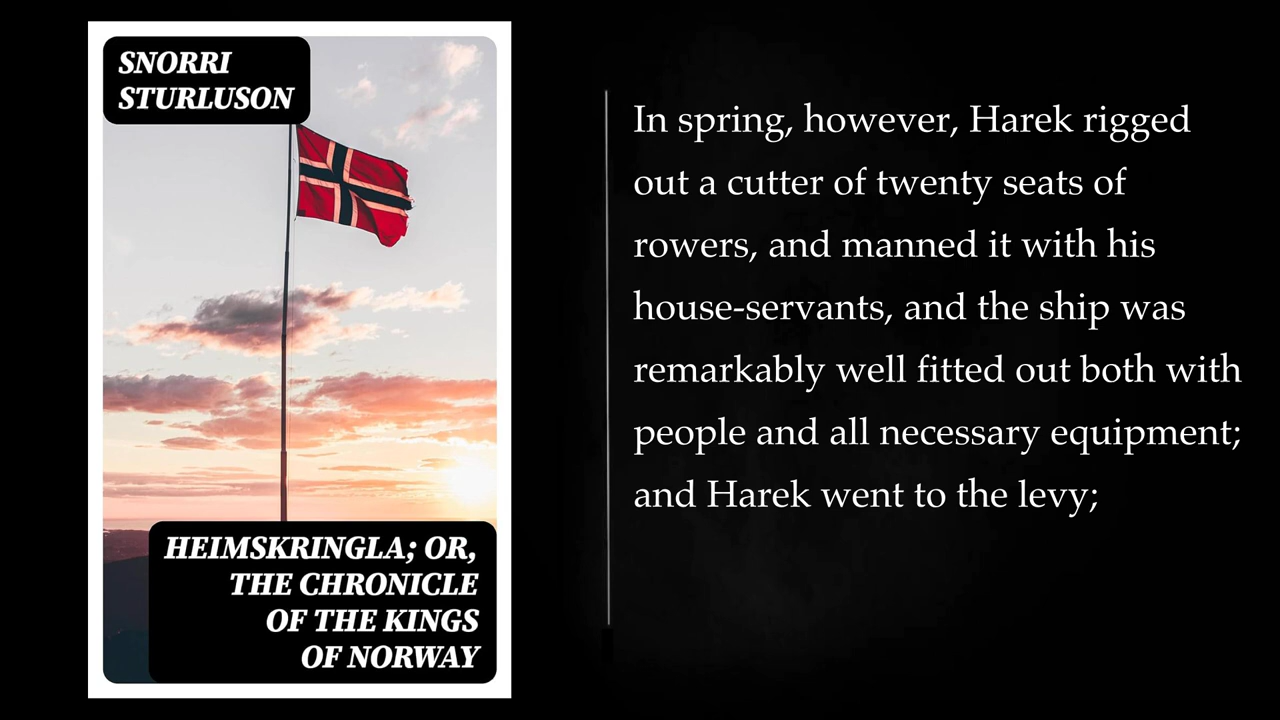 SNORRI
STURLUSON
HEIMSKRINGLA; OR,
THE CHRONICLE
OF THE KINGS
OF NORWAY
In spring, however, Harek rigged
out a cutter of twenty seats of
rowers, and manned it with his
house-servants, and the ship was
remarkably well fitted out both with
people and all necessary equipment;
and Harek went to the levy;